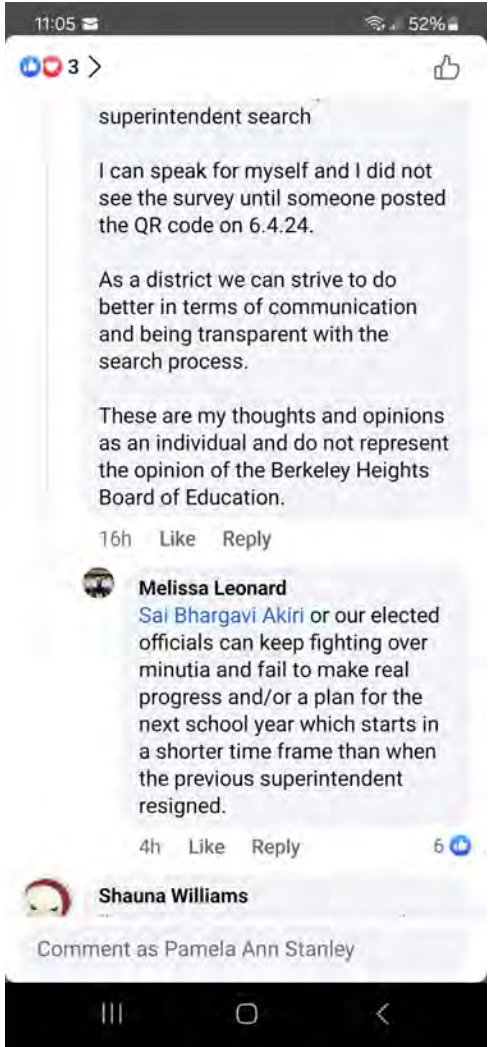 11:05 52%
3 >
superintendent search
I can speak for myself and I did not
see the survey until someone posted
the QR code on 6.4.24.
As a district we can strive to do
better in terms of communication
and being transparent with the
search process.
These are my thoughts and opinions
as an individual and do not represent
the opinion of the Berkeley Heights
Board of Education.
16h Like Reply
Melissa Leonard
Sai Bhargavi Akiri or our elected
officials can keep fighting over
minutia and fail to make real
progress and/or a plan for the
next school year which starts in
a shorter time frame than when
the previous superintendent
resigned.
4h Like Reply 6
Shauna Williams
Comment as Pamela Ann Stanley